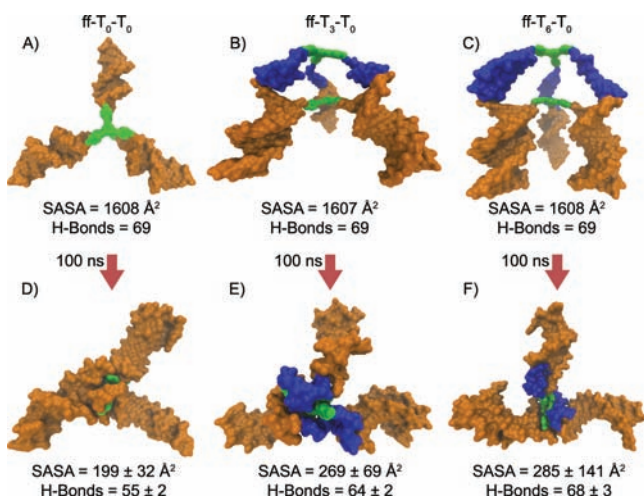 ff-T₀-T₀
ff-T₃-T₀
ff-T₆-T₀
A)
B)
C)
SASA = 1608 Å²
H-Bonds = 69
SASA = 1607 Å²
H-Bonds = 69
SASA = 1608 Å²
H-Bonds = 69
100 ns
100 ns
100 ns
D)
E)
F)
SASA = 199 ± 32 Å²
H-Bonds = 55 ± 2
SASA = 269 ± 69 Å²
H-Bonds = 64 ± 2
SASA = 285 ± 141 Å²
H-Bonds = 68 ± 3